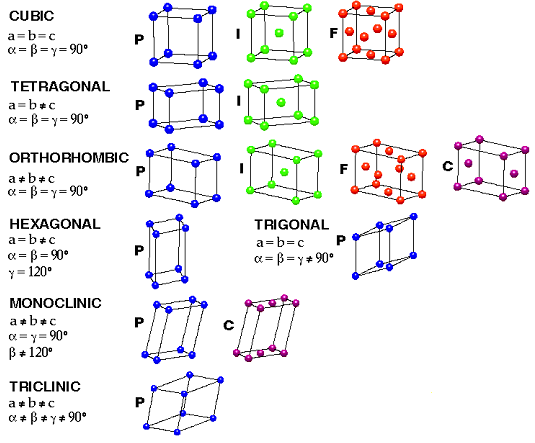 CUBIC
a = b = c
α = β = γ = 90°
P
I
F
TETRAGONAL
a = b ≠ c
α = β = γ = 90°
P
I
ORTHORHOMBIC
a ≠ b ≠ c
α = β = γ = 90°
P
I
F
C
HEXAGONAL
a = b ≠ c
α = β = 90°
γ = 120°
P
TRIGONAL
a = b = c
α = β = γ ≠ 90°
P
MONOCLINIC
a ≠ b ≠ c
α = γ = 90°
β ≠ 120°
P
C
TRICLINIC
a ≠ b ≠ c
α ≠ β ≠ γ ≠ 90°
P